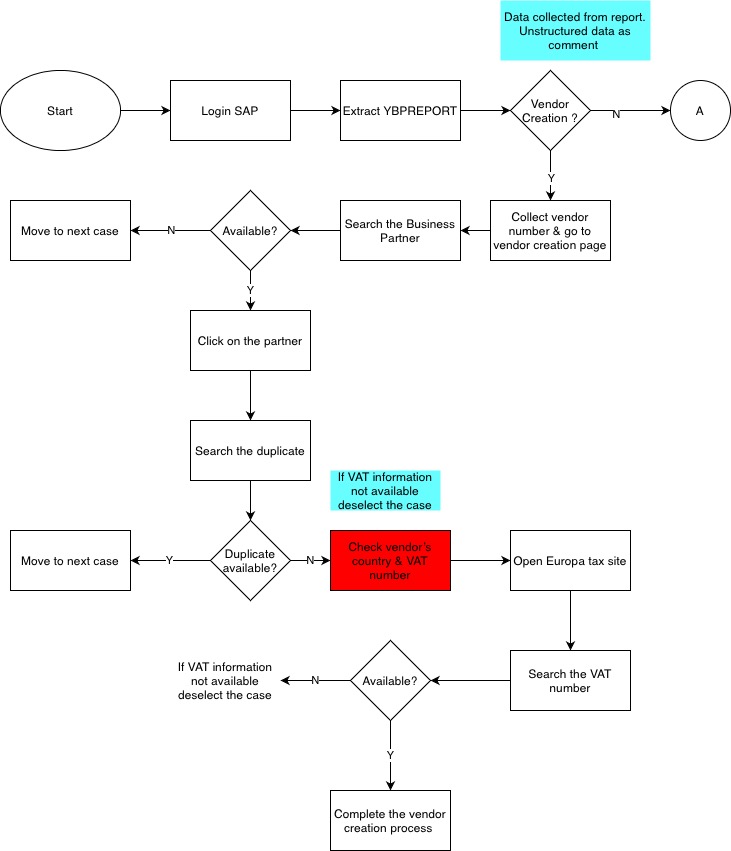 Data collected from report.
Unstructured data as
comment
Start
Login SAP
Extract YBPREPORT
Vendor
Creation ?
N
A
Y
Move to next case
N
Available?
Search the Business
Partner
Collect vendor
number & go to
vendor creation page
Y
Click on the partner
Search the duplicate
If VAT information
not available
deselect the case
Move to next case
Y
Duplicate
available?
N
Check vendor's
country & VAT
number
Open Europa tax site
If VAT information
not available
deselect the case
N
Available?
Search the VAT
number
Y
Complete the vendor
creation process